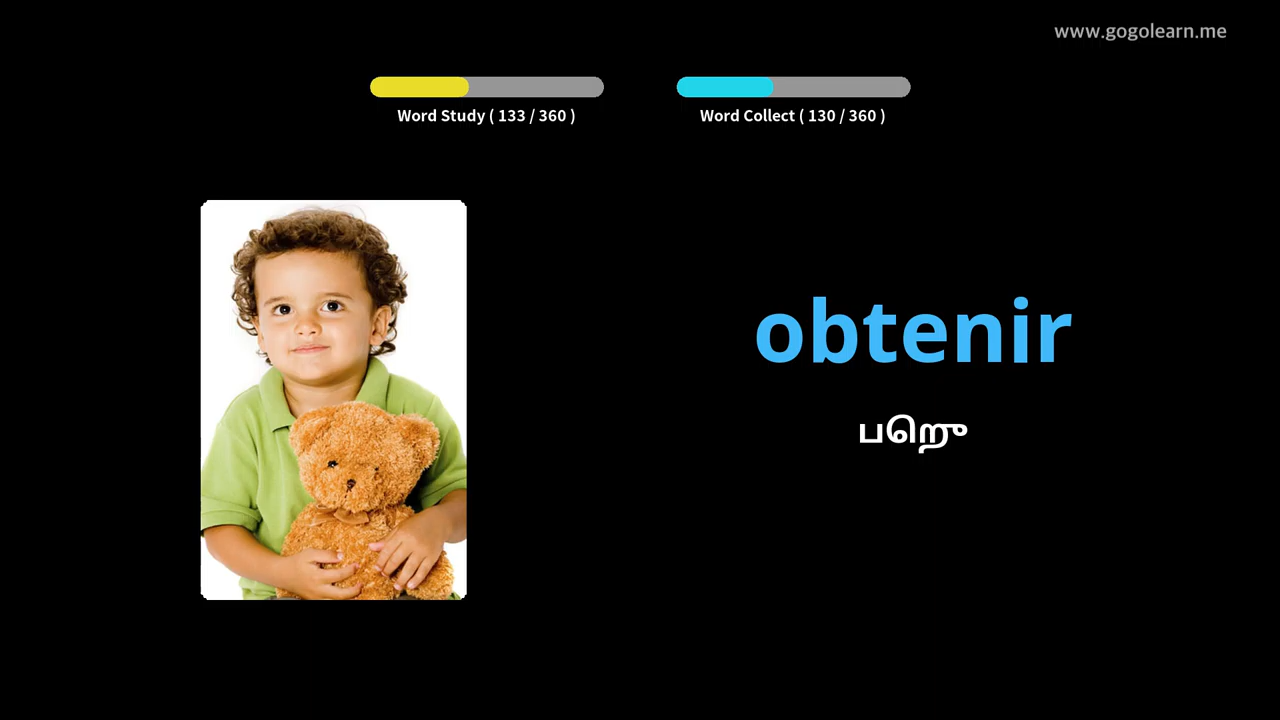 www.gogolearn.me
Word Study ( 133 / 360 )
Word Collect ( 130 / 360 )
obtenir
பெறு